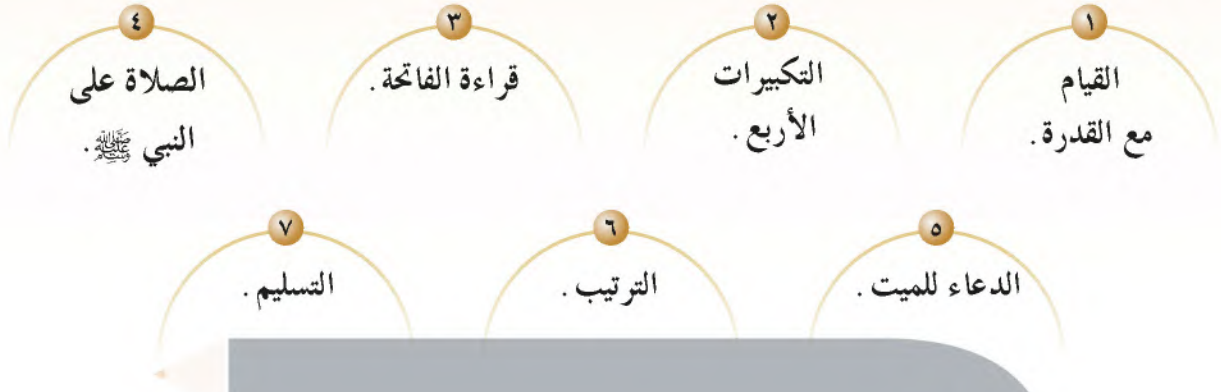 ١
القيام
مع القدرة.
٢
التكبيرات
الأربع.
٣
قراءة الفاتحة.
٤
الصلاة على
النبي ﷺ.
٥
الدعاء للميت.
٦
الترتيب.
٧
التسليم.